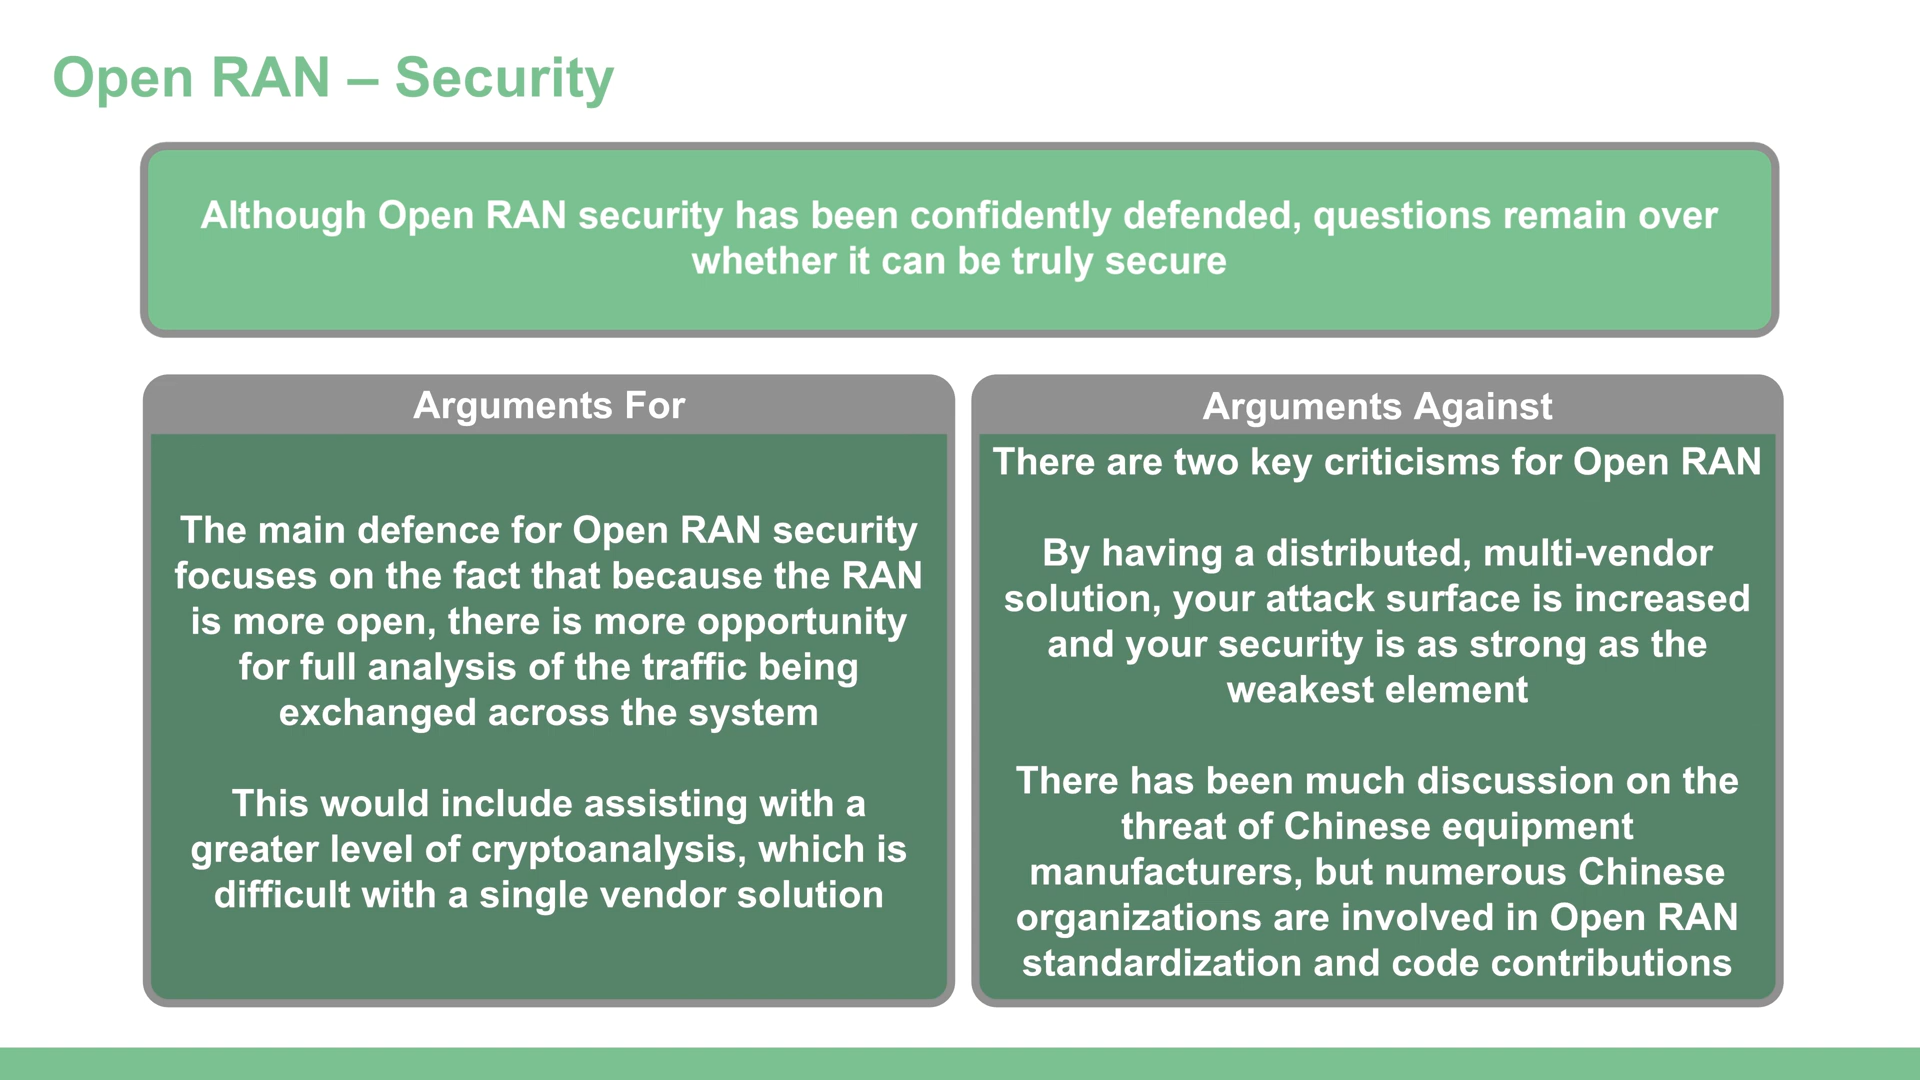 Open RAN – Security
Although Open RAN security has been confidently defended, questions remain over
whether it can be truly secure
Arguments For
The main defence for Open RAN security
focuses on the fact that because the RAN
is more open, there is more opportunity
for full analysis of the traffic being
exchanged across the system
This would include assisting with a
greater level of cryptoanalysis, which is
difficult with a single vendor solution
Arguments Against
There are two key criticisms for Open RAN
By having a distributed, multi-vendor
solution, your attack surface is increased
and your security is as strong as the
weakest element
There has been much discussion on the
threat of Chinese equipment
manufacturers, but numerous Chinese
organizations are involved in Open RAN
standardization and code contributions